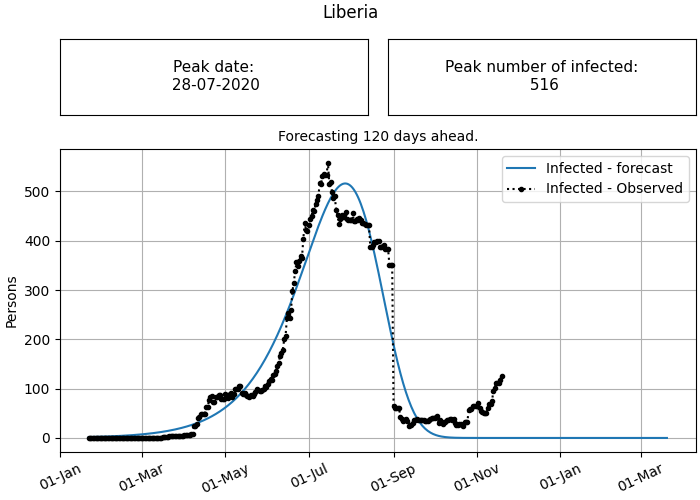 Liberia
Peak date:
28-07-2020
Peak number of infected:
516
Forecasting 120 days ahead.
Infected - forecast
Infected - Observed
Persons
500
400
300
200
100
0
01-Jan
01-Mar
01-May
01-Jul
01-Sep
01-Nov
01-Jan
01-Mar